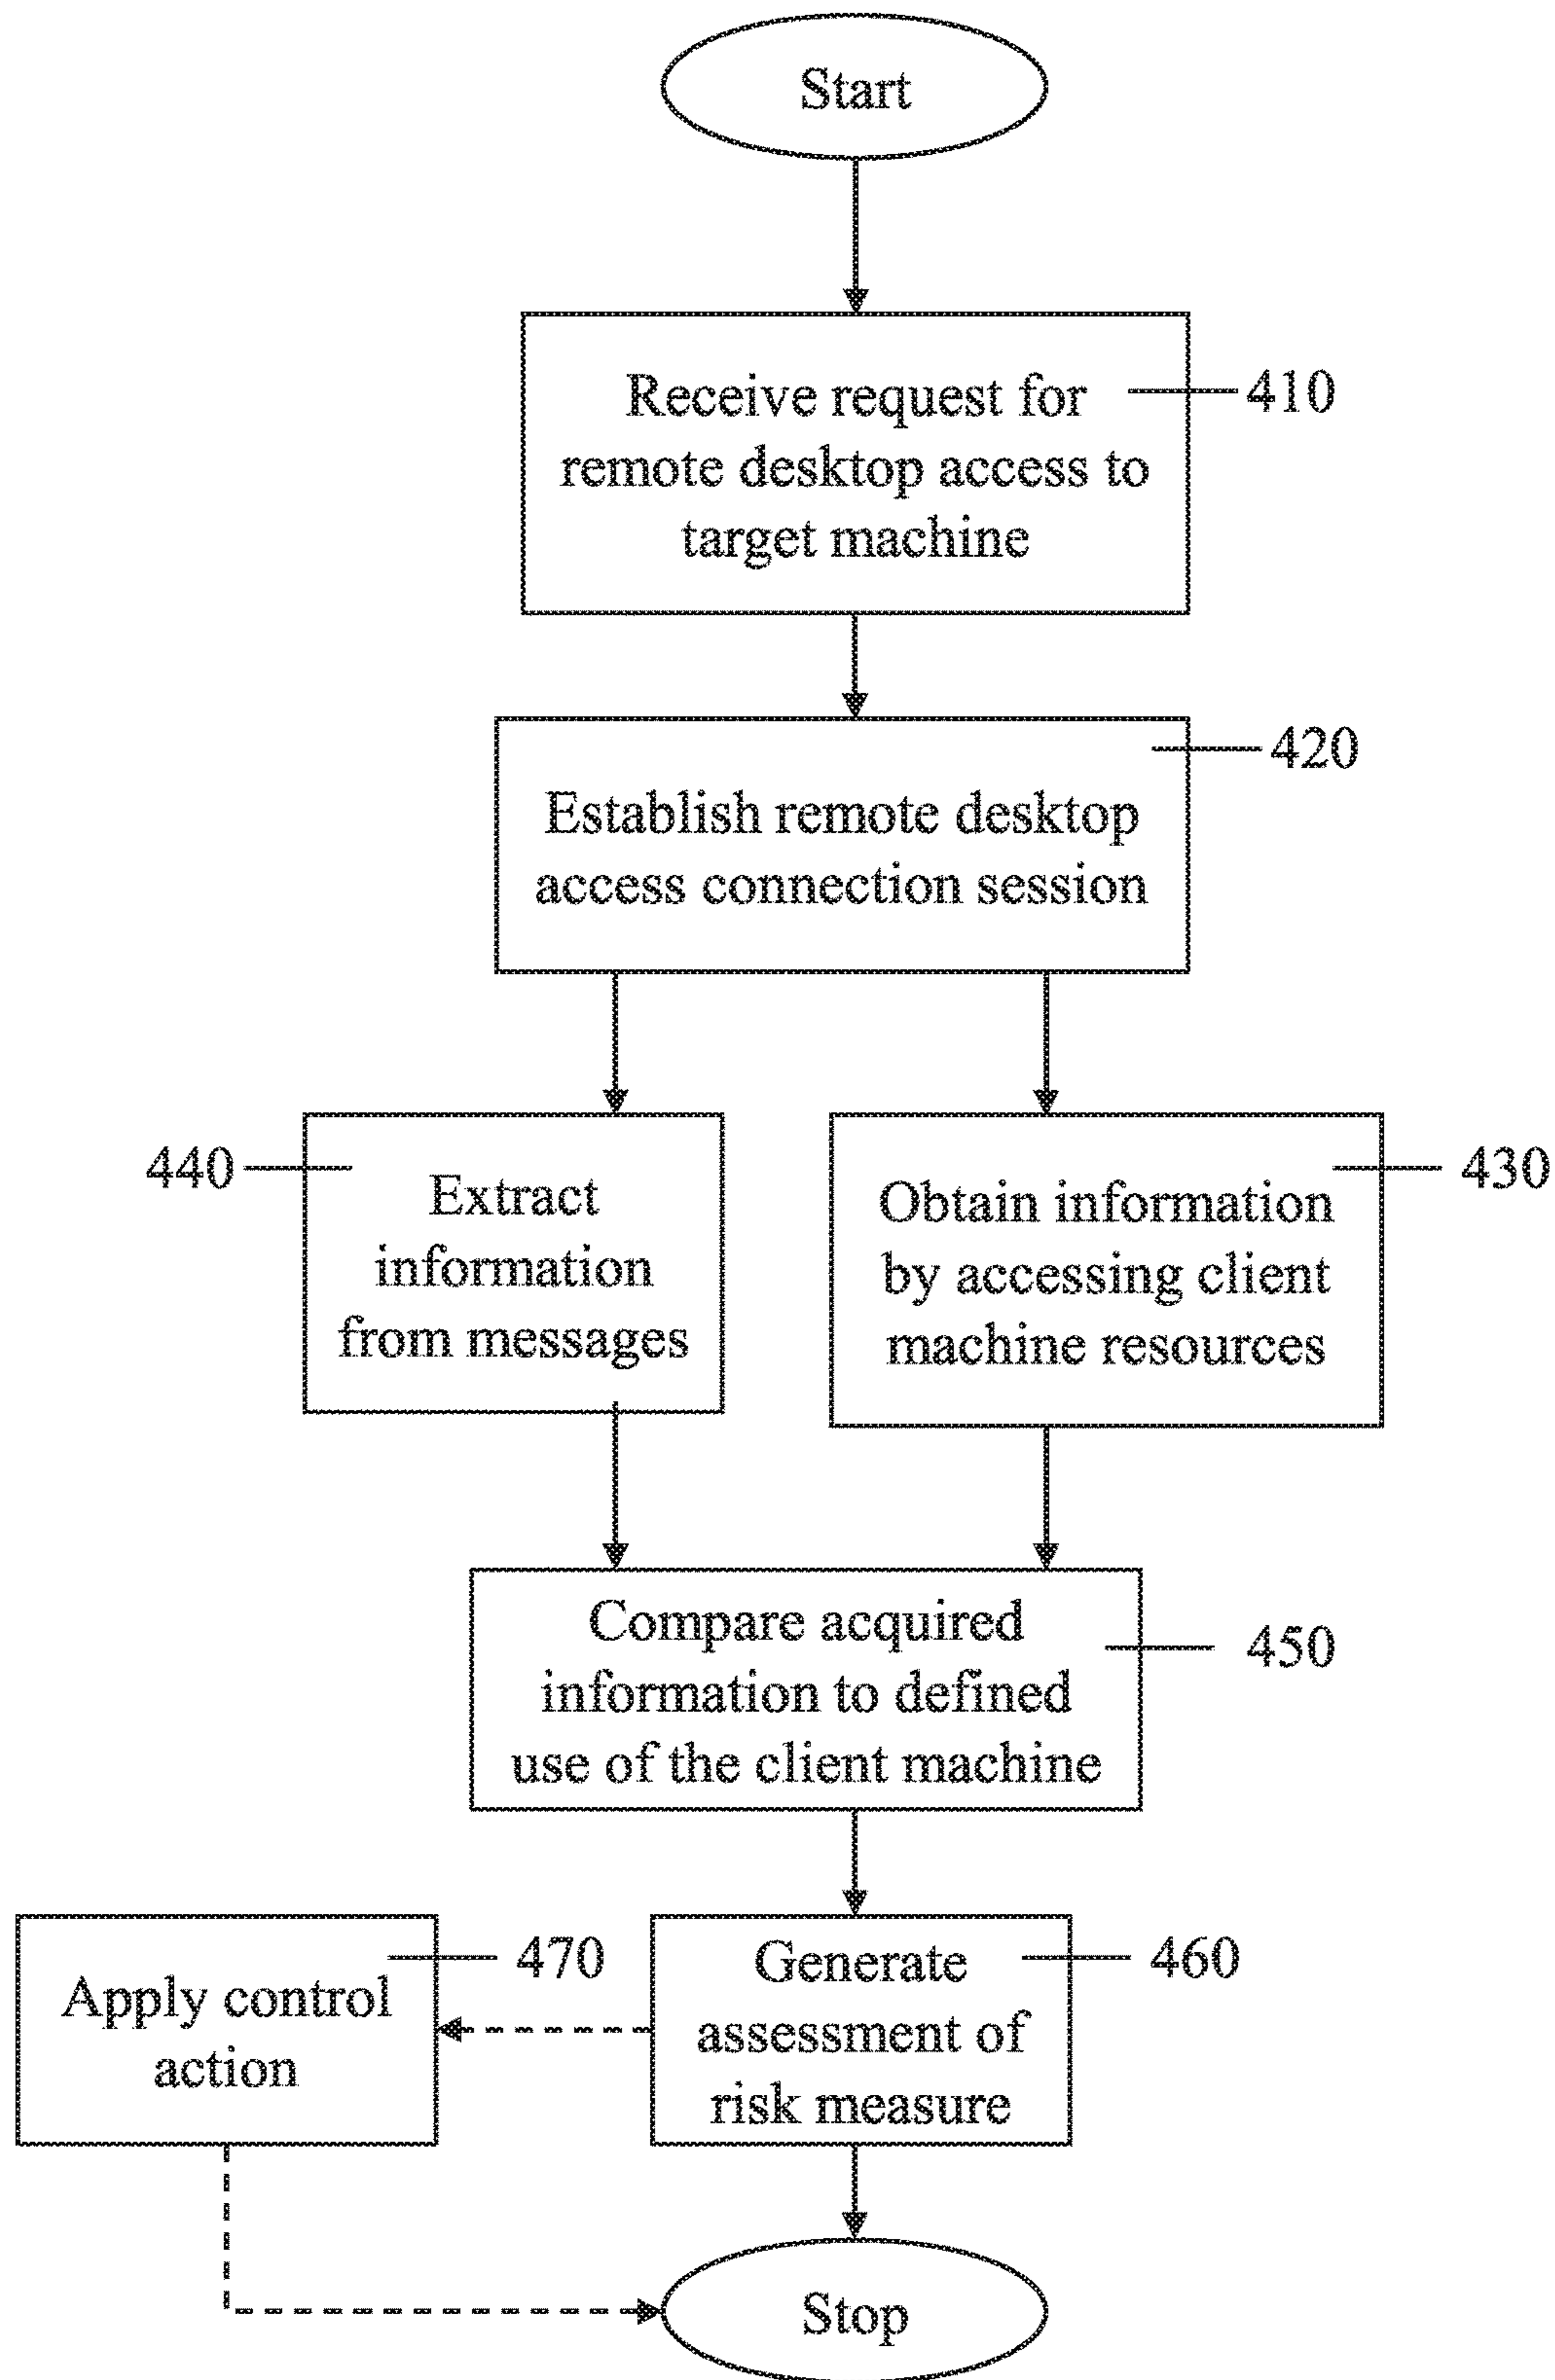 Start
Receive request for
remote desktop access to
target machine
410
Establish remote desktop
access connection session
420
440
Extract
information
from messages
Obtain information
by accessing client
machine resources
430
Compare acquired
information to defined
use of the client machine
450
Apply control
action
470
Generate
assessment of
risk measure
460
Stop